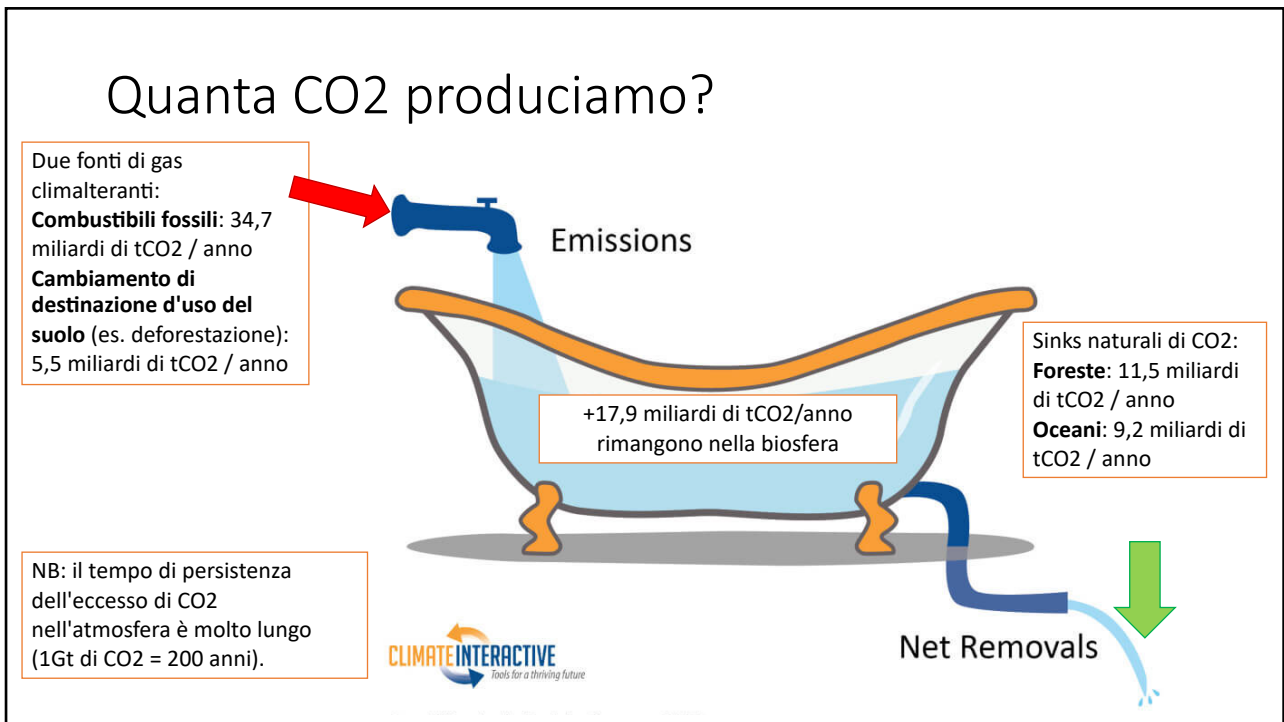 Quanta CO2 produciamo?
Due fonti di gas
climalteranti:
Combustibili fossili: 34,7
miliardi di tCO2 / anno
Cambiamento di
destinazione d'uso del
suolo (es. deforestazione):
5,5 miliardi di tCO2 / anno
Emissions
+17,9 miliardi di tCO2/anno
rimangono nella biosfera
Sinks naturali di CO2:
Foreste: 11,5 miliardi
di tCO2 / anno
Oceani: 9,2 miliardi di
tCO2 / anno
NB: il tempo di persistenza
dell'eccesso di CO2
nell'atmosfera è molto lungo
(1Gt di CO2 = 200 anni).
CLIMATE INTERACTIVE
Tools for a thriving future
Net Removals